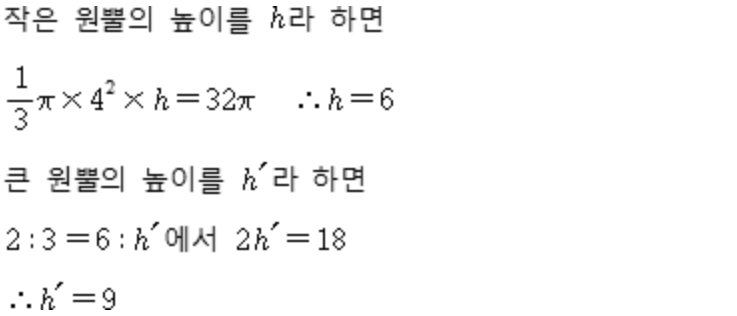 작은 원뿔의 높이를 h라 하면
1/3 π×4²×h=32π ∴h=6
큰 원뿔의 높이를 h′라 하면
2:3=6:h′에서 2h′=18
∴h′=9